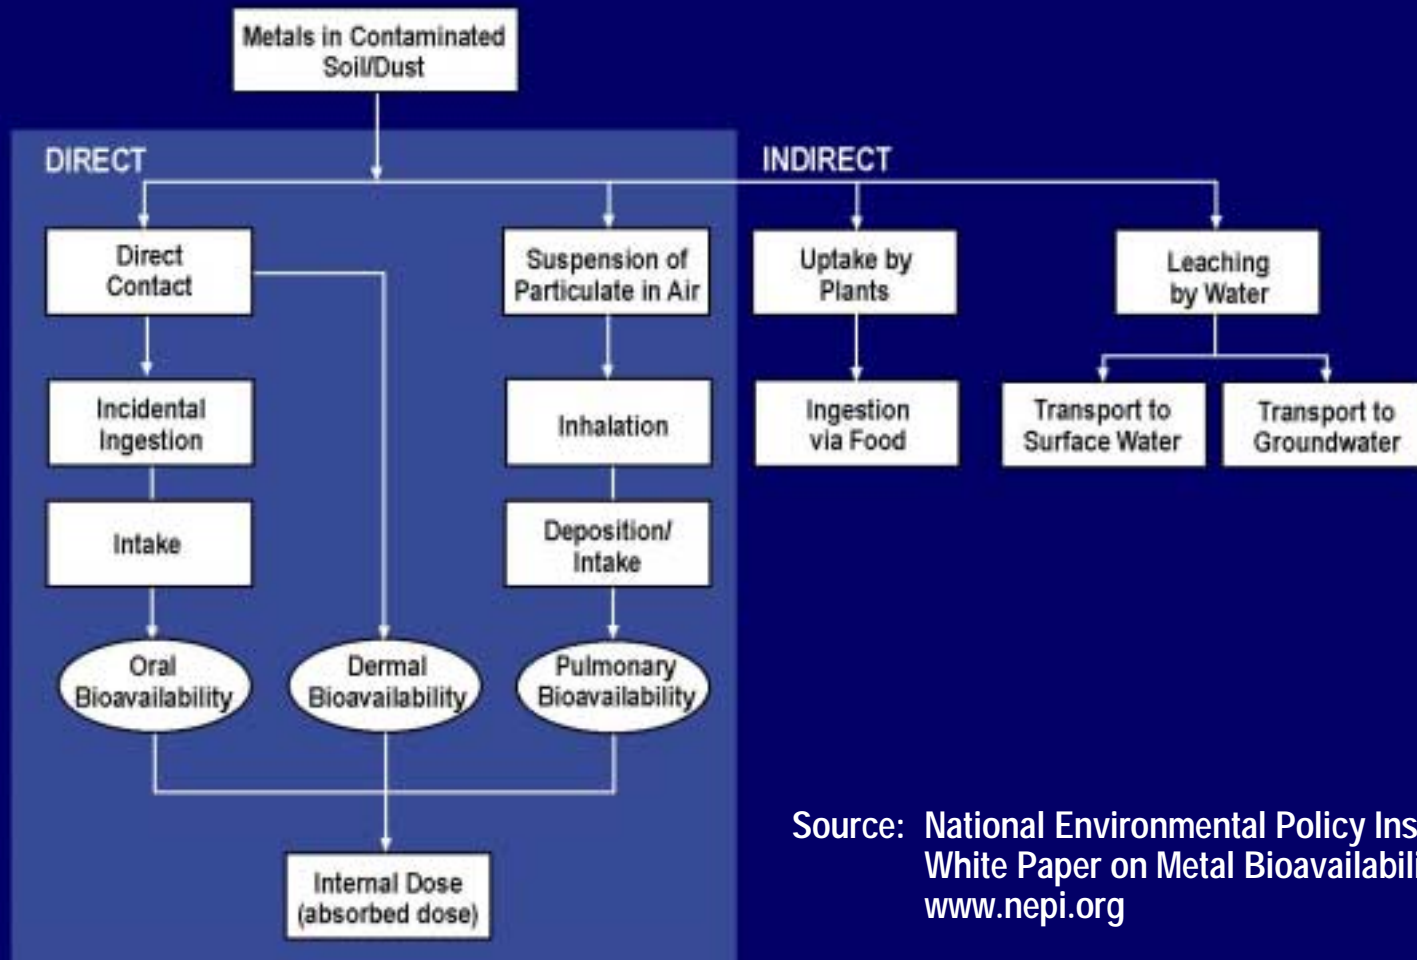 Metals in Contaminated
Soil/Dust
DIRECT
INDIRECT
Direct
Contact
Suspension of
Particulate in Air
Uptake by
Plants
Leaching
by Water
Incidental
Ingestion
Inhalation
Ingestion
via Food
Transport to
Surface Water
Transport to
Groundwater
Intake
Deposition/
Intake
Oral
Bioavailability
Dermal
Bioavailability
Pulmonary
Bioavailability
Internal Dose
(absorbed dose)
Source: National Environmental Policy
White Paper on Metal
www.nepi.org